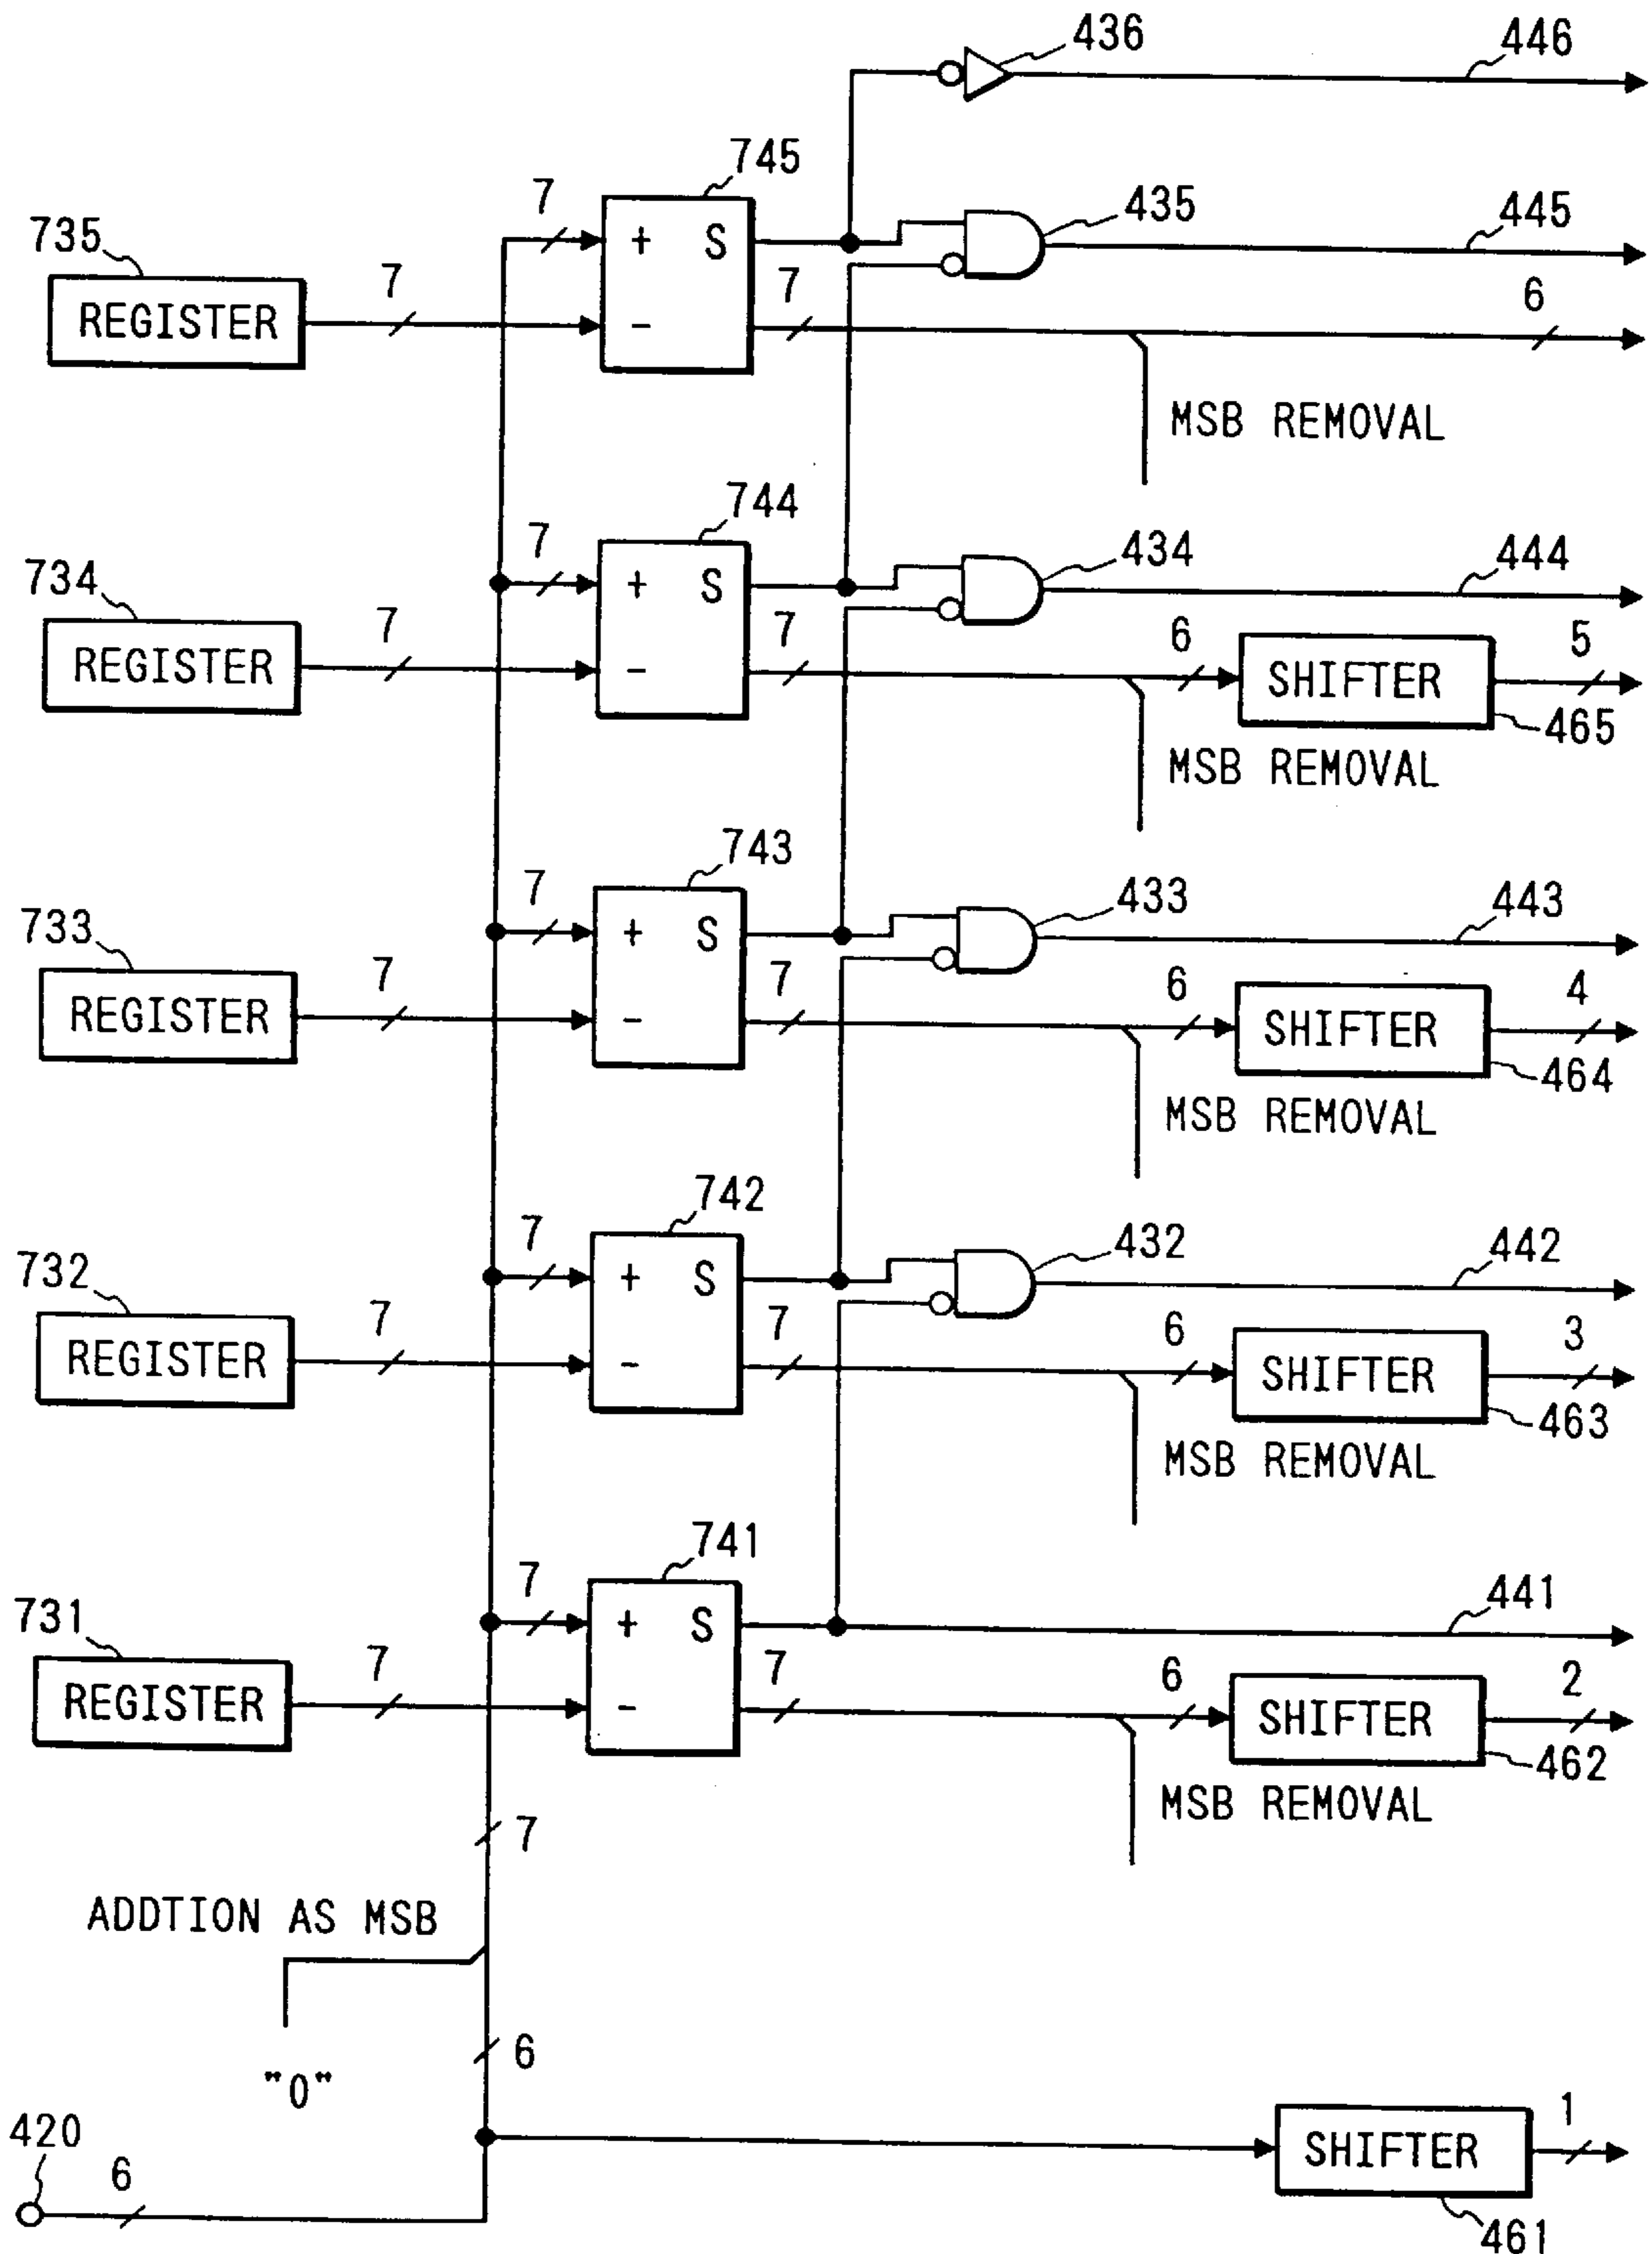 436
446
745
7
+ S
435
445
735
REGISTER
7
-
7
6
MSB REMOVAL
744
7
+ S
434
444
734
REGISTER
7
-
7
6
SHIFTER
5
465
MSB REMOVAL
743
7
+ S
433
443
733
REGISTER
7
-
7
6
SHIFTER
4
464
MSB REMOVAL
742
7
+ S
432
442
732
REGISTER
7
-
7
6
SHIFTER
3
463
MSB REMOVAL
741
7
+ S
441
731
REGISTER
7
-
7
6
SHIFTER
2
462
MSB REMOVAL
7
ADDTION AS MSB
6
"0"
420
6
SHIFTER
1
461